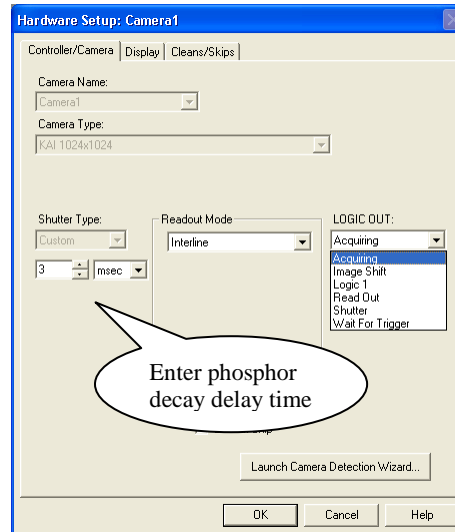 Hardware Setup: Camera1
Controller/Camera Display Cleans/Skips
Camera Name:
Camera1
Camera Type:
KAI 1024x1024
Shutter Type:
Custom
3 msec
Readout Mode
Interline
LOGIC OUT:
Acquiring
Acquiring
Image Shift
Logic 1
Read Out
Shutter
Wait For Trigger
Enter phosphor
decay delay time
Launch Camera Detection Wizard...
OK Cancel Help